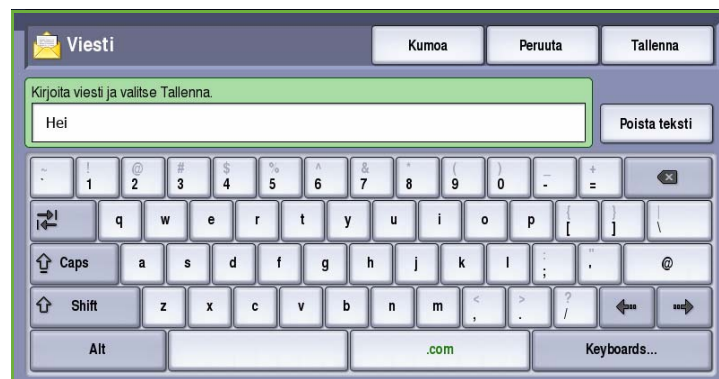 Viesti Kumoa Peruuta Tallenna
Kirjoita viesti ja valitse Tallenna.
Hei Poista teksti
~ ! @ # $ % ^ & * ( ) _ +
. 1 2 3 4 5 6 7 8 9 0 - =
q w e r t y u i o p { [ } ] | \
Caps a s d f g h j k l : ; " ' @
Shift z x c v b n m < , > . ? /
Alt .com Keyboards...